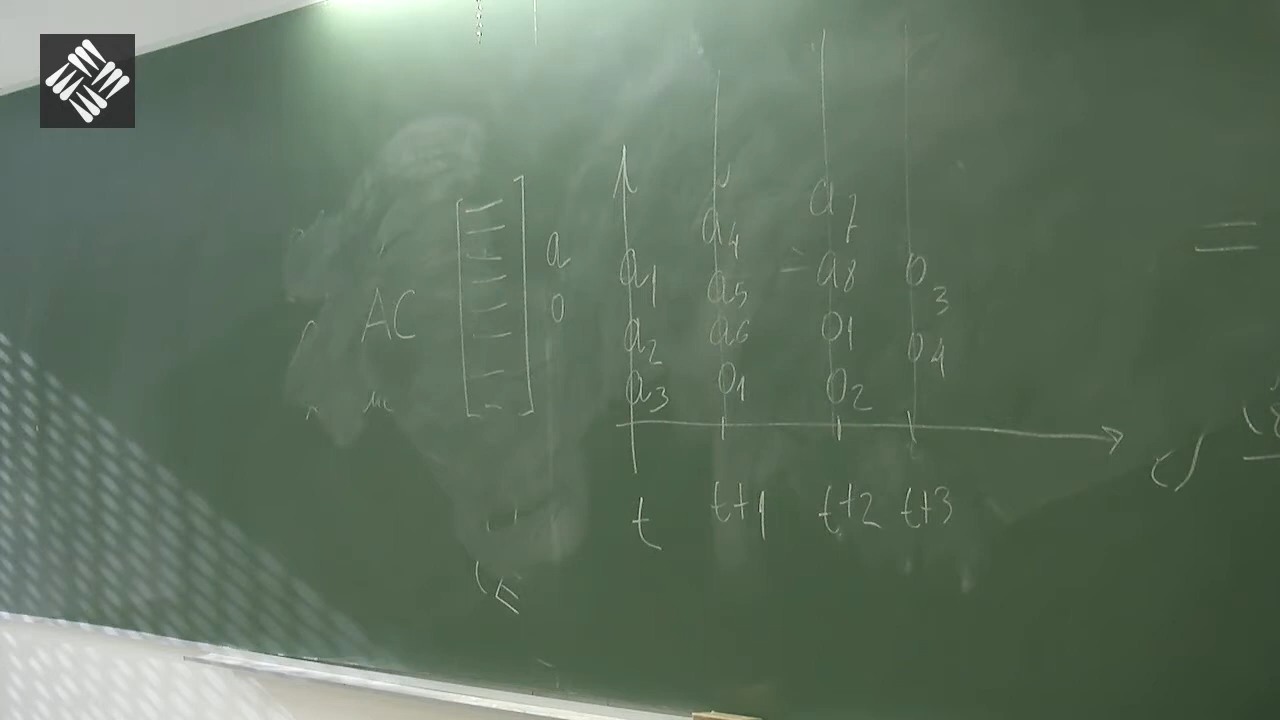 a₇
a₄
a a₁ a₅ = a₈ o₃
AC 0 a₂ a₆ o₁ o₄
a₃ o₁ o₂
t t+1 t+2 t+3